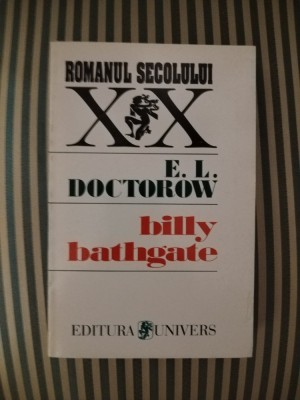 ROMANUL SECOLULUI
XX
E. L.
DOCTOROW
billy
bathgate
EDITURA UNIVERS